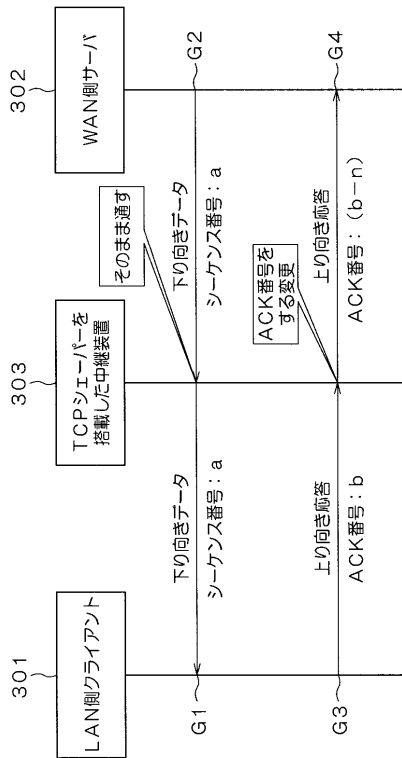 301
LAN側クライアント
303
TCPシェーパーを
搭載した中継装置
302
WAN側サーバ
そのまま通す
G1
下り向きデータ
シーケンス番号：a
下り向きデータ
シーケンス番号：a
G2
ACK番号を
する変更
G3
上り向き応答
ACK番号：b
上り向き応答
ACK番号：(b－n)
G4